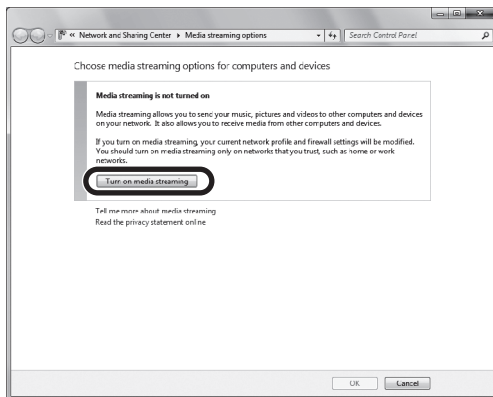 « Network and Sharing Center ▸ Media streaming options
Search Control Panel
Choose media streaming options for computers and devices
Media streaming is not turned on
Media streaming allows you to send your music, pictures and videos to other computers and devices
on your network. It also allows you to receive media from other computers and devices.
If you turn on media streaming, your current network profile and firewall settings will be modified.
You should turn on media streaming only on networks that you trust, such as home or work
networks.
Turn on media streaming
Tell me more about media streaming
Read the privacy statement online
OK
Cancel